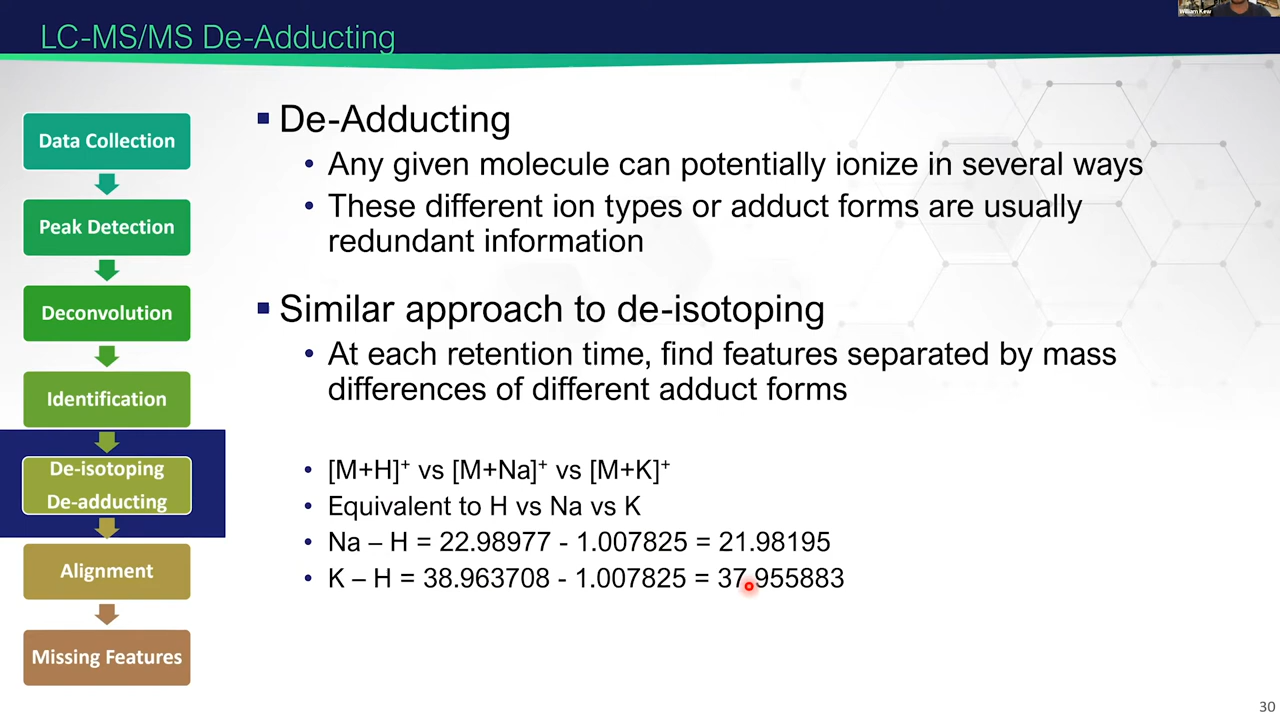 LC-MS/MS De-Adducting
William Kew
Data Collection
Peak Detection
Deconvolution
Identification
De-isotoping
De-adducting
Alignment
Missing Features
▪ De-Adducting
• Any given molecule can potentially ionize in several ways
• These different ion types or adduct forms are usually
redundant information
▪ Similar approach to de-isotoping
• At each retention time, find features separated by mass
differences of different adduct forms
• [M+H]⁺ vs [M+Na]⁺ vs [M+K]⁺
• Equivalent to H vs Na vs K
• Na – H = 22.98977 - 1.007825 = 21.98195
• K – H = 38.963708 - 1.007825 = 37.955883
30